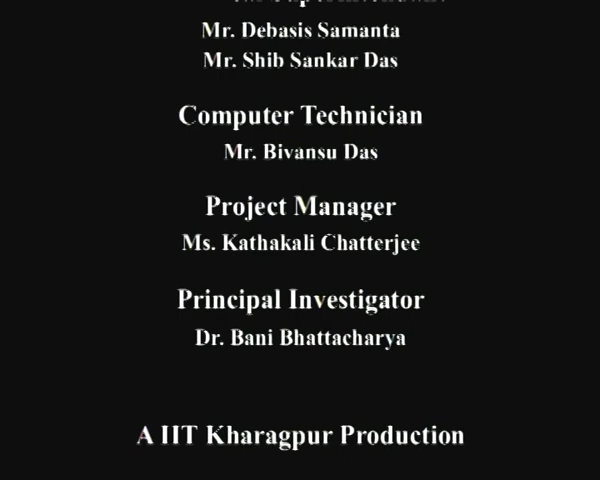 Mr. Debasis Samanta
Mr. Shib Sankar Das
Computer Technician
Mr. Bivansu Das
Project Manager
Ms. Kathakali Chatterjee
Principal Investigator
Dr. Bani Bhattacharya
A IIT Kharagpur Production